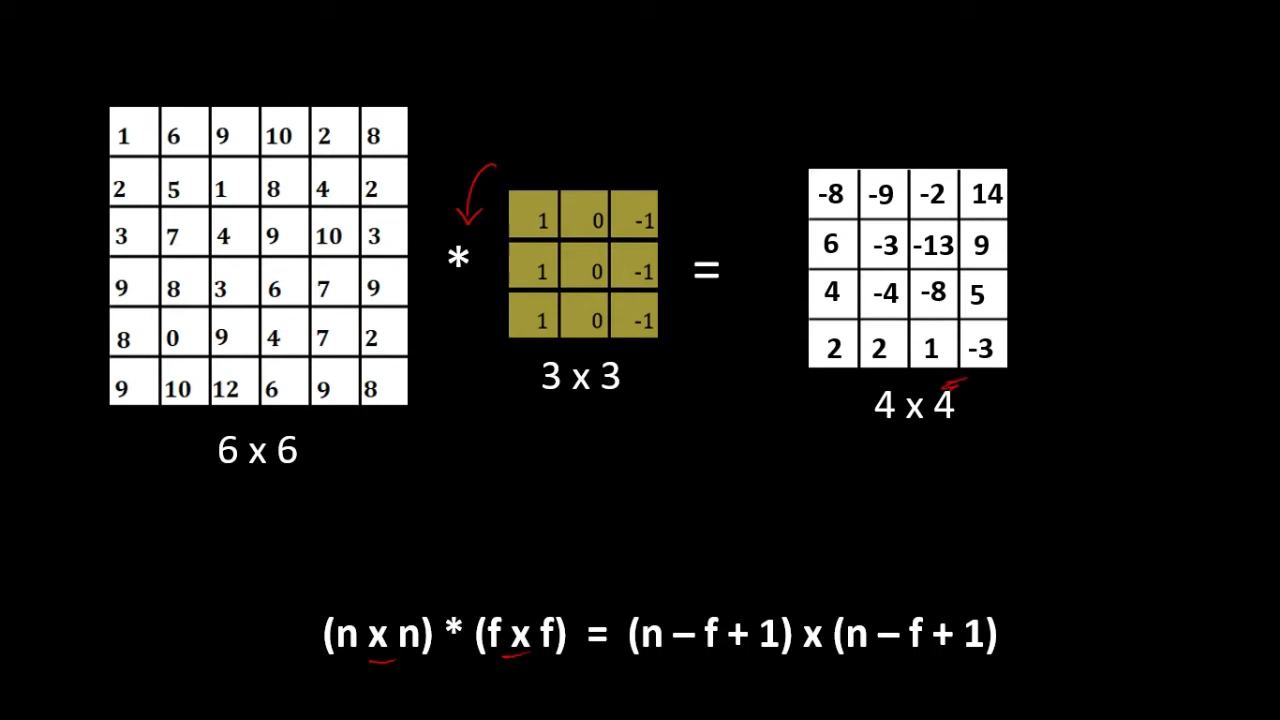 1 6 9 10 2 8
2 5 1 8 4 2
3 7 4 9 10 3
9 8 3 6 7 9
8 0 9 4 7 2
9 10 12 6 9 8
6 x 6
*
1 0 -1
1 0 -1
1 0 -1
3 x 3
=
-8 -9 -2 14
6 -3 -13 9
4 -4 -8 5
2 2 1 -3
4 x 4
(n x n) * (f x f) = (n – f + 1) x (n – f + 1)